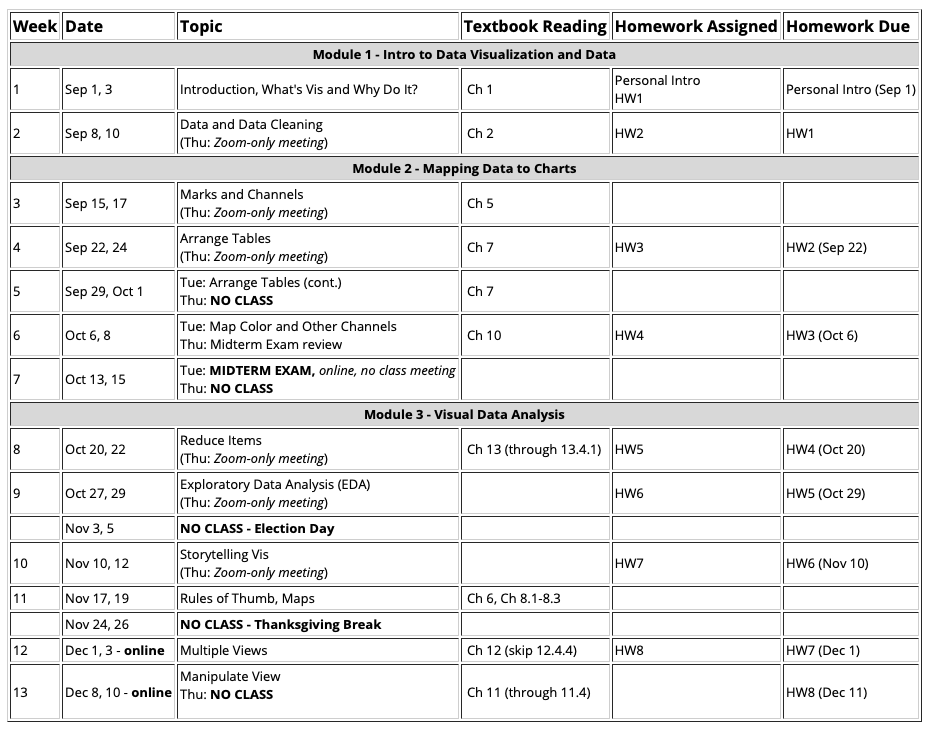 Week Date Topic Textbook Reading Homework Assigned Homework Due
Module 1 - Intro to Data Visualization and Data
1 Sep 1, 3 Introduction, What's Vis and Why Do It? Ch 1 Personal Intro Personal Intro (Sep 1)
HW1
2 Sep 8, 10 Data and Data Cleaning Ch 2 HW2 HW1
(Thu: Zoom-only meeting)
Module 2 - Mapping Data to Charts
3 Sep 15, 17 Marks and Channels Ch 5
(Thu: Zoom-only meeting)
4 Sep 22, 24 Arrange Tables Ch 7 HW3 HW2 (Sep 22)
(Thu: Zoom-only meeting)
5 Sep 29, Oct 1 Tue: Arrange Tables (cont.) Ch 7
Thu: NO CLASS
6 Oct 6, 8 Tue: Map Color and Other Channels Ch 10 HW4 HW3 (Oct 6)
Thu: Midterm Exam review
7 Oct 13, 15 Tue: MIDTERM EXAM, online, no class meeting
Thu: NO CLASS
Module 3 - Visual Data Analysis
8 Oct 20, 22 Reduce Items Ch 13 (through 13.4.1) HW5 HW4 (Oct 20)
(Thu: Zoom-only meeting)
9 Oct 27, 29 Exploratory Data Analysis (EDA) HW6 HW5 (Oct 29)
(Thu: Zoom-only meeting)
Nov 3, 5 NO CLASS - Election Day
10 Nov 10, 12 Storytelling Vis HW7 HW6 (Nov 10)
(Thu: Zoom-only meeting)
11 Nov 17, 19 Rules of Thumb, Maps Ch 6, Ch 8.1-8.3
Nov 24, 26 NO CLASS - Thanksgiving Break
12 Dec 1, 3 - online Multiple Views Ch 12 (skip 12.4.4) HW8 HW7 (Dec 1)
13 Dec 8, 10 - online Manipulate View Ch 11 (through 11.4) HW8 (Dec 11)
Thu: NO CLASS